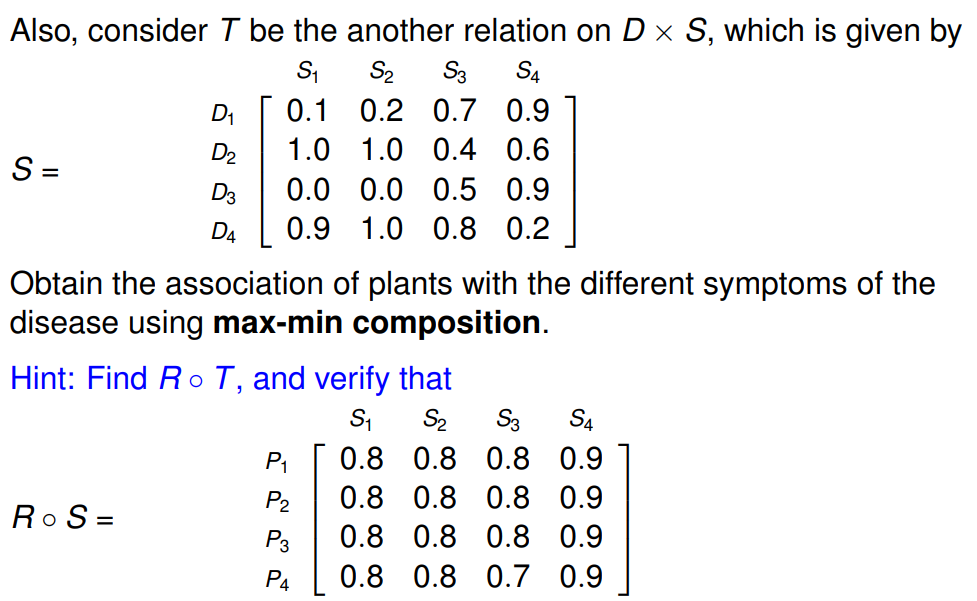 Also, consider T be the another relation on D × S, which is given by
S₁ S₂ S₃ S₄
D₁ 0.1 0.2 0.7 0.9
D₂ 1.0 1.0 0.4 0.6
S =
D₃ 0.0 0.0 0.5 0.9
D₄ 0.9 1.0 0.8 0.2
Obtain the association of plants with the different symptoms of the
disease using max-min composition.
Hint: Find R ∘ T, and verify that
S₁ S₂ S₃ S₄
P₁ 0.8 0.8 0.8 0.9
P₂ 0.8 0.8 0.8 0.9
R ∘ S =
P₃ 0.8 0.8 0.8 0.9
P₄ 0.8 0.8 0.7 0.9